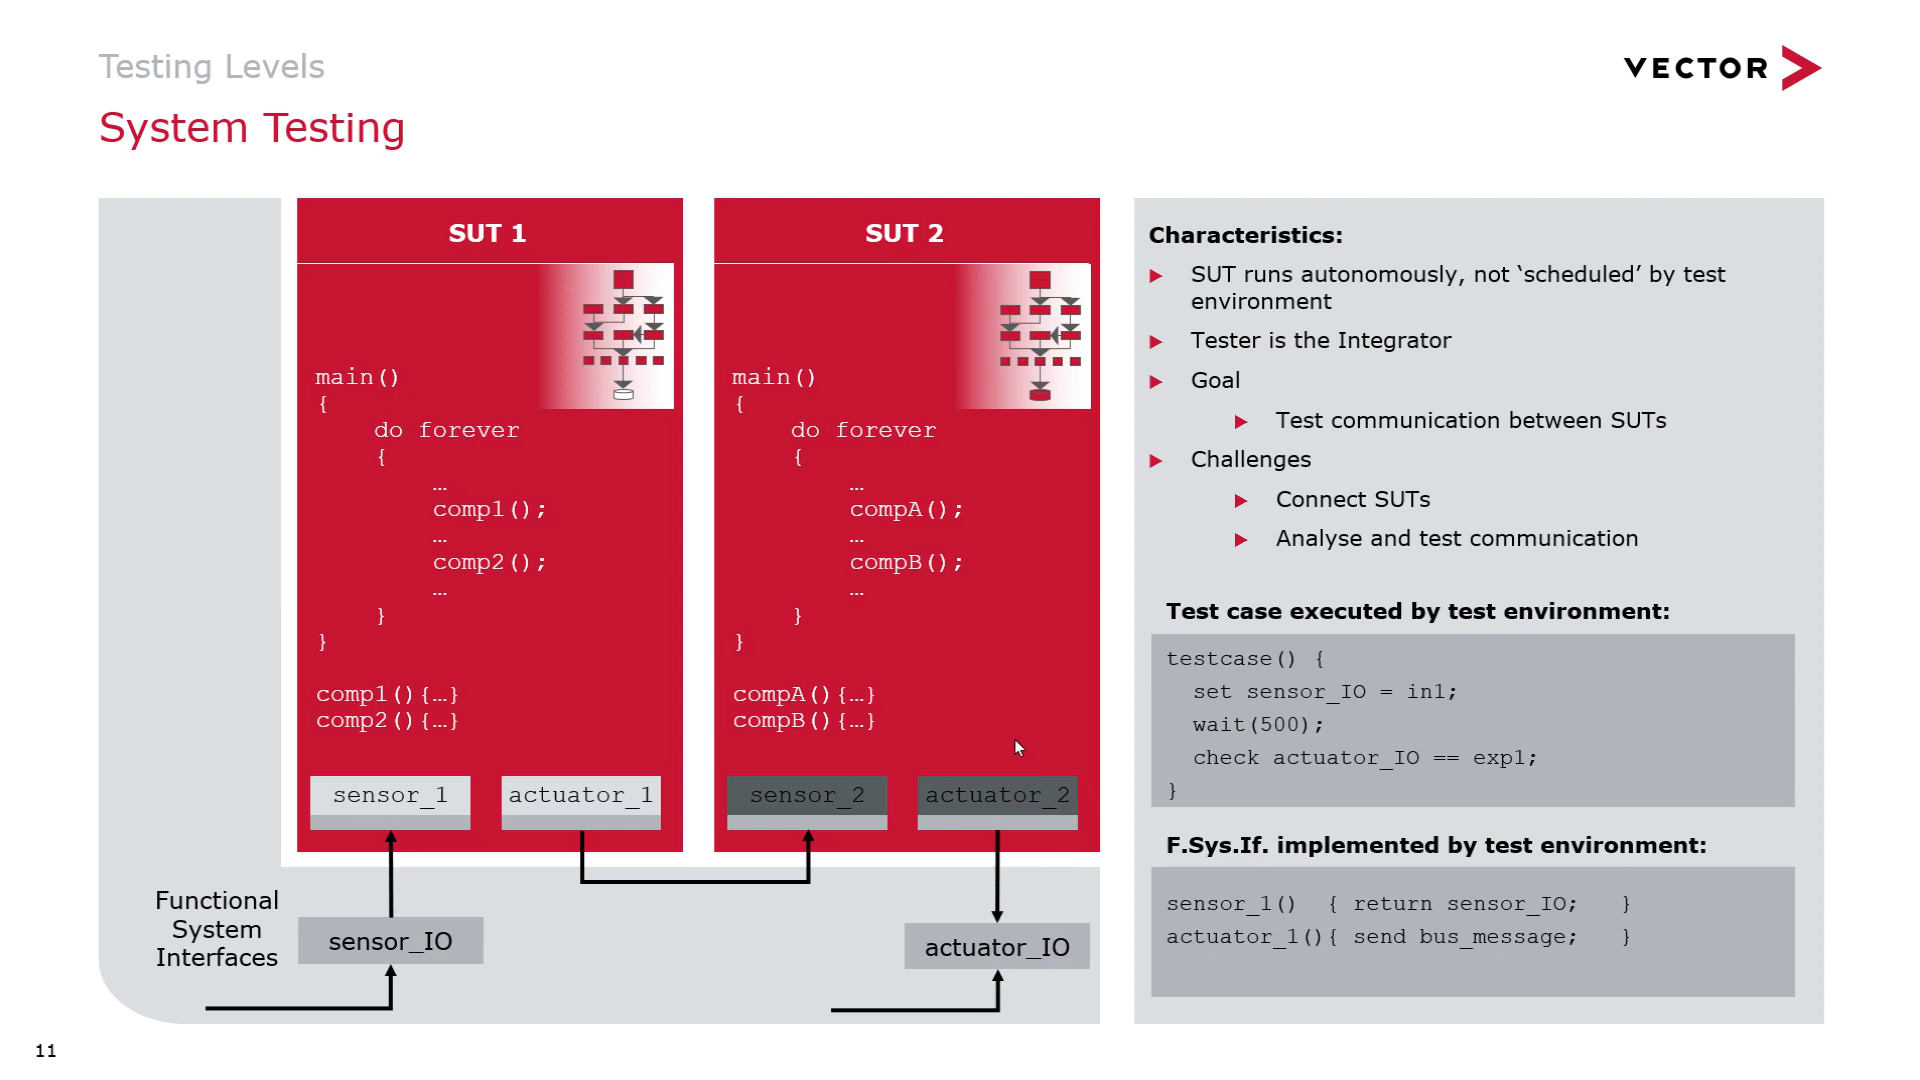 Testing Levels
VECTOR
System Testing
SUT 1
main()
{
do forever
{
…
comp1();
…
comp2();
…
}
}
comp1(){…}
comp2(){…}
sensor_1
actuator_1
SUT 2
main()
{
do forever
{
…
compA();
…
compB();
…
}
}
compA(){…}
compB(){…}
sensor_2
actuator_2
Functional
System
Interfaces
sensor_IO
actuator_IO
Characteristics:
SUT runs autonomously, not ‘scheduled’ by test
environment
Tester is the Integrator
Goal
Test communication between SUTs
Challenges
Connect SUTs
Analyse and test communication
Test case executed by test environment:
testcase() {
set sensor_IO = in1;
wait(500);
check actuator_IO == exp1;
}
F.Sys.If. implemented by test environment:
sensor_1() { return sensor_IO; }
actuator_1(){ send bus_message; }
11